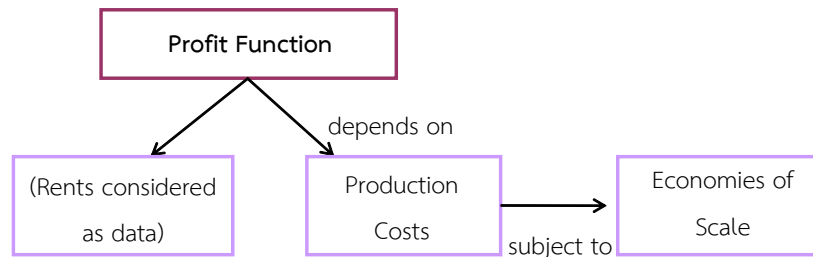 Profit Function
depends on
(Rents considered
as data)
Production
Costs
subject to
Economies of
Scale